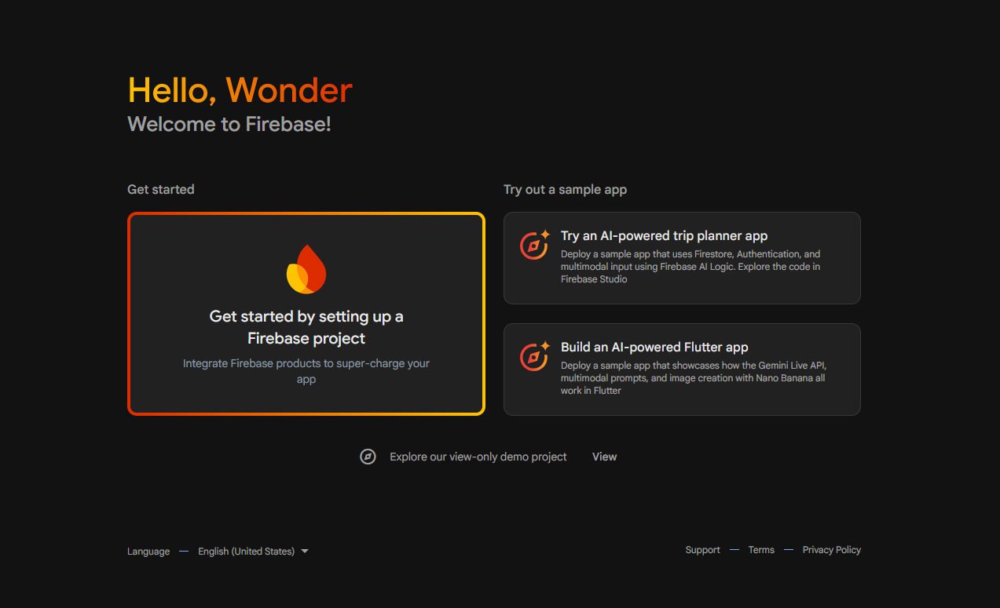 Hello, Wonder
Welcome to Firebase!
Get started
Get started by setting up a
Firebase project
Integrate Firebase products to super-charge your
app
Try out a sample app
Try an AI-powered trip planner app
Deploy a sample app that uses Firestore, Authentication, and
multimodal input using Firebase AI Logic. Explore the code in
Firebase Studio
Build an AI-powered Flutter app
Deploy a sample app that showcases how the Gemini Live API,
multimodal prompts, and image creation with Nano Banana all
work in Flutter
Explore our view-only demo project View
Language — English (United States)
Support — Terms — Privacy Policy